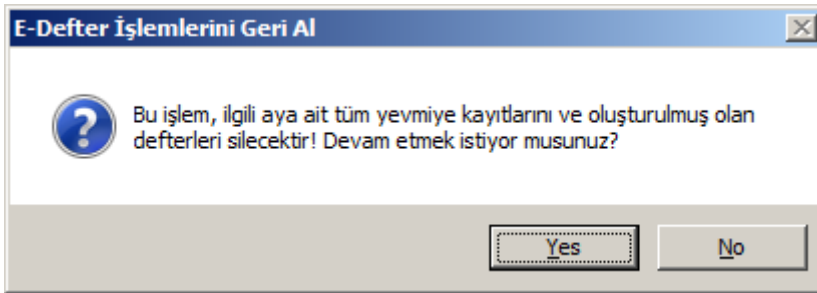 E-Defter İşlemlerini Geri Al
Bu işlem, ilgili aya ait tüm yevmiye kayıtlarını ve oluşturulmuş olan
defterleri silecektir! Devam etmek istiyor musunuz?
Yes
No